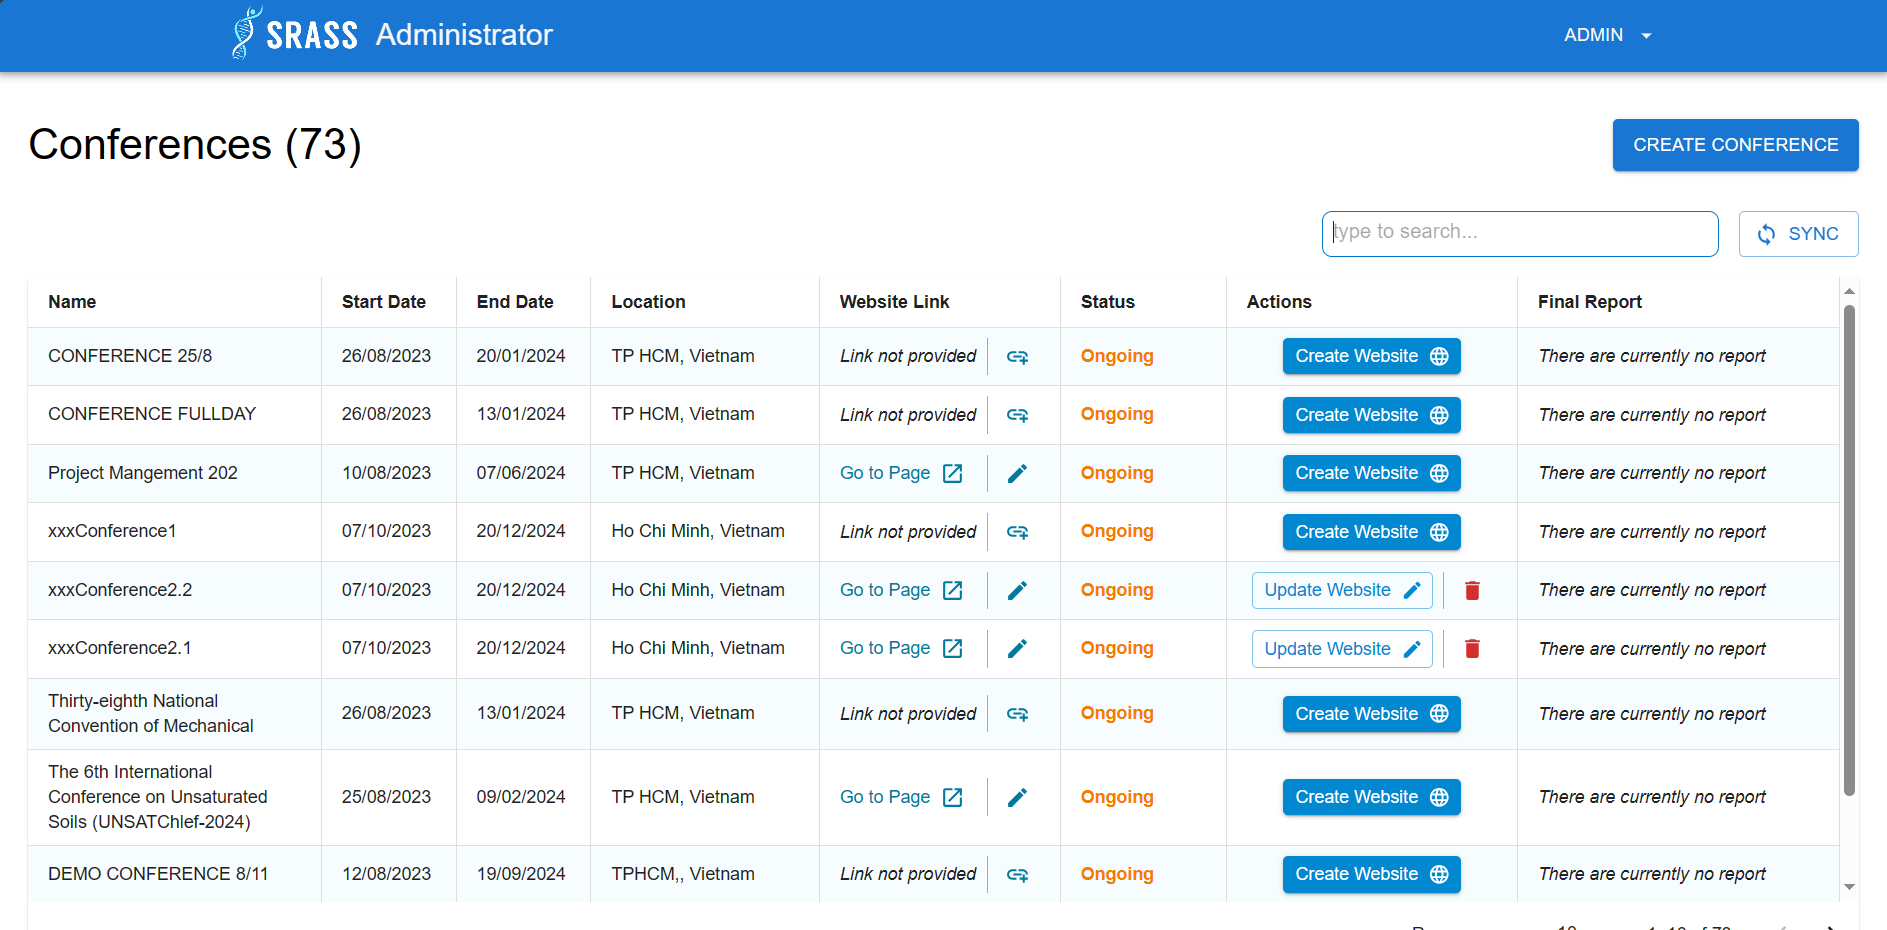 SRASS Administrator
ADMIN
Conferences (73)
CREATE CONFERENCE
type to search...
SYNC
Name Start Date End Date Location Website Link Status Actions Final Report
CONFERENCE 25/8 26/08/2023 20/01/2024 TP HCM, Vietnam Link not provided Ongoing Create Website There are currently no report
CONFERENCE FULLDAY 26/08/2023 13/01/2024 TP HCM, Vietnam Link not provided Ongoing Create Website There are currently no report
Project Mangement 202 10/08/2023 07/06/2024 TP HCM, Vietnam Go to Page Ongoing Create Website There are currently no report
xxxConference1 07/10/2023 20/12/2024 Ho Chi Minh, Vietnam Link not provided Ongoing Create Website There are currently no report
xxxConference2.2 07/10/2023 20/12/2024 Ho Chi Minh, Vietnam Go to Page Ongoing Update Website There are currently no report
xxxConference2.1 07/10/2023 20/12/2024 Ho Chi Minh, Vietnam Go to Page Ongoing Update Website There are currently no report
Thirty-eighth National
Convention of Mechanical 26/08/2023 13/01/2024 TP HCM, Vietnam Link not provided Ongoing Create Website There are currently no report
The 6th International
Conference on Unsaturated 25/08/2023 09/02/2024 TP HCM, Vietnam Go to Page Ongoing Create Website There are currently no report
Soils (UNSATChlef-2024)
DEMO CONFERENCE 8/11 12/08/2023 19/09/2024 TPHCM,, Vietnam Link not provided Ongoing Create Website There are currently no report